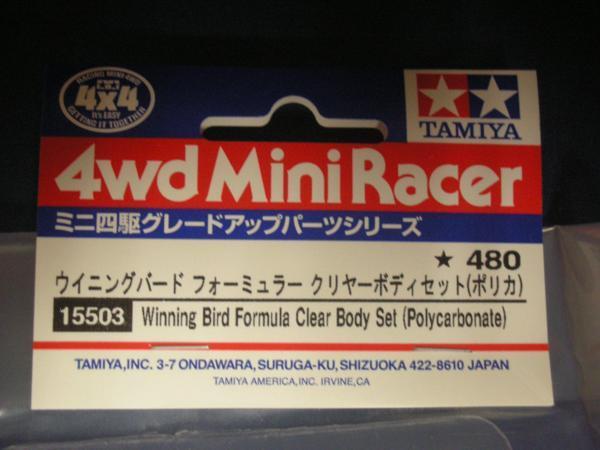 RACING MINI 4WD
4x4
It's EASY
GETTING IT TOGETHER
TAMIYA
4wd Mini Racer
ミニ四駆グレードアップパーツシリーズ
★ 480
ウイニングバード フォーミュラー クリヤーボディセット(ポリカ)
15503 Winning Bird Formula Clear Body Set (Polycarbonate)
TAMIYA,INC. 3-7 ONDAWARA, SURUGA-KU, SHIZUOKA 422-8610 JAPAN
TAMIYA AMERICA,INC. IRVINE,CA